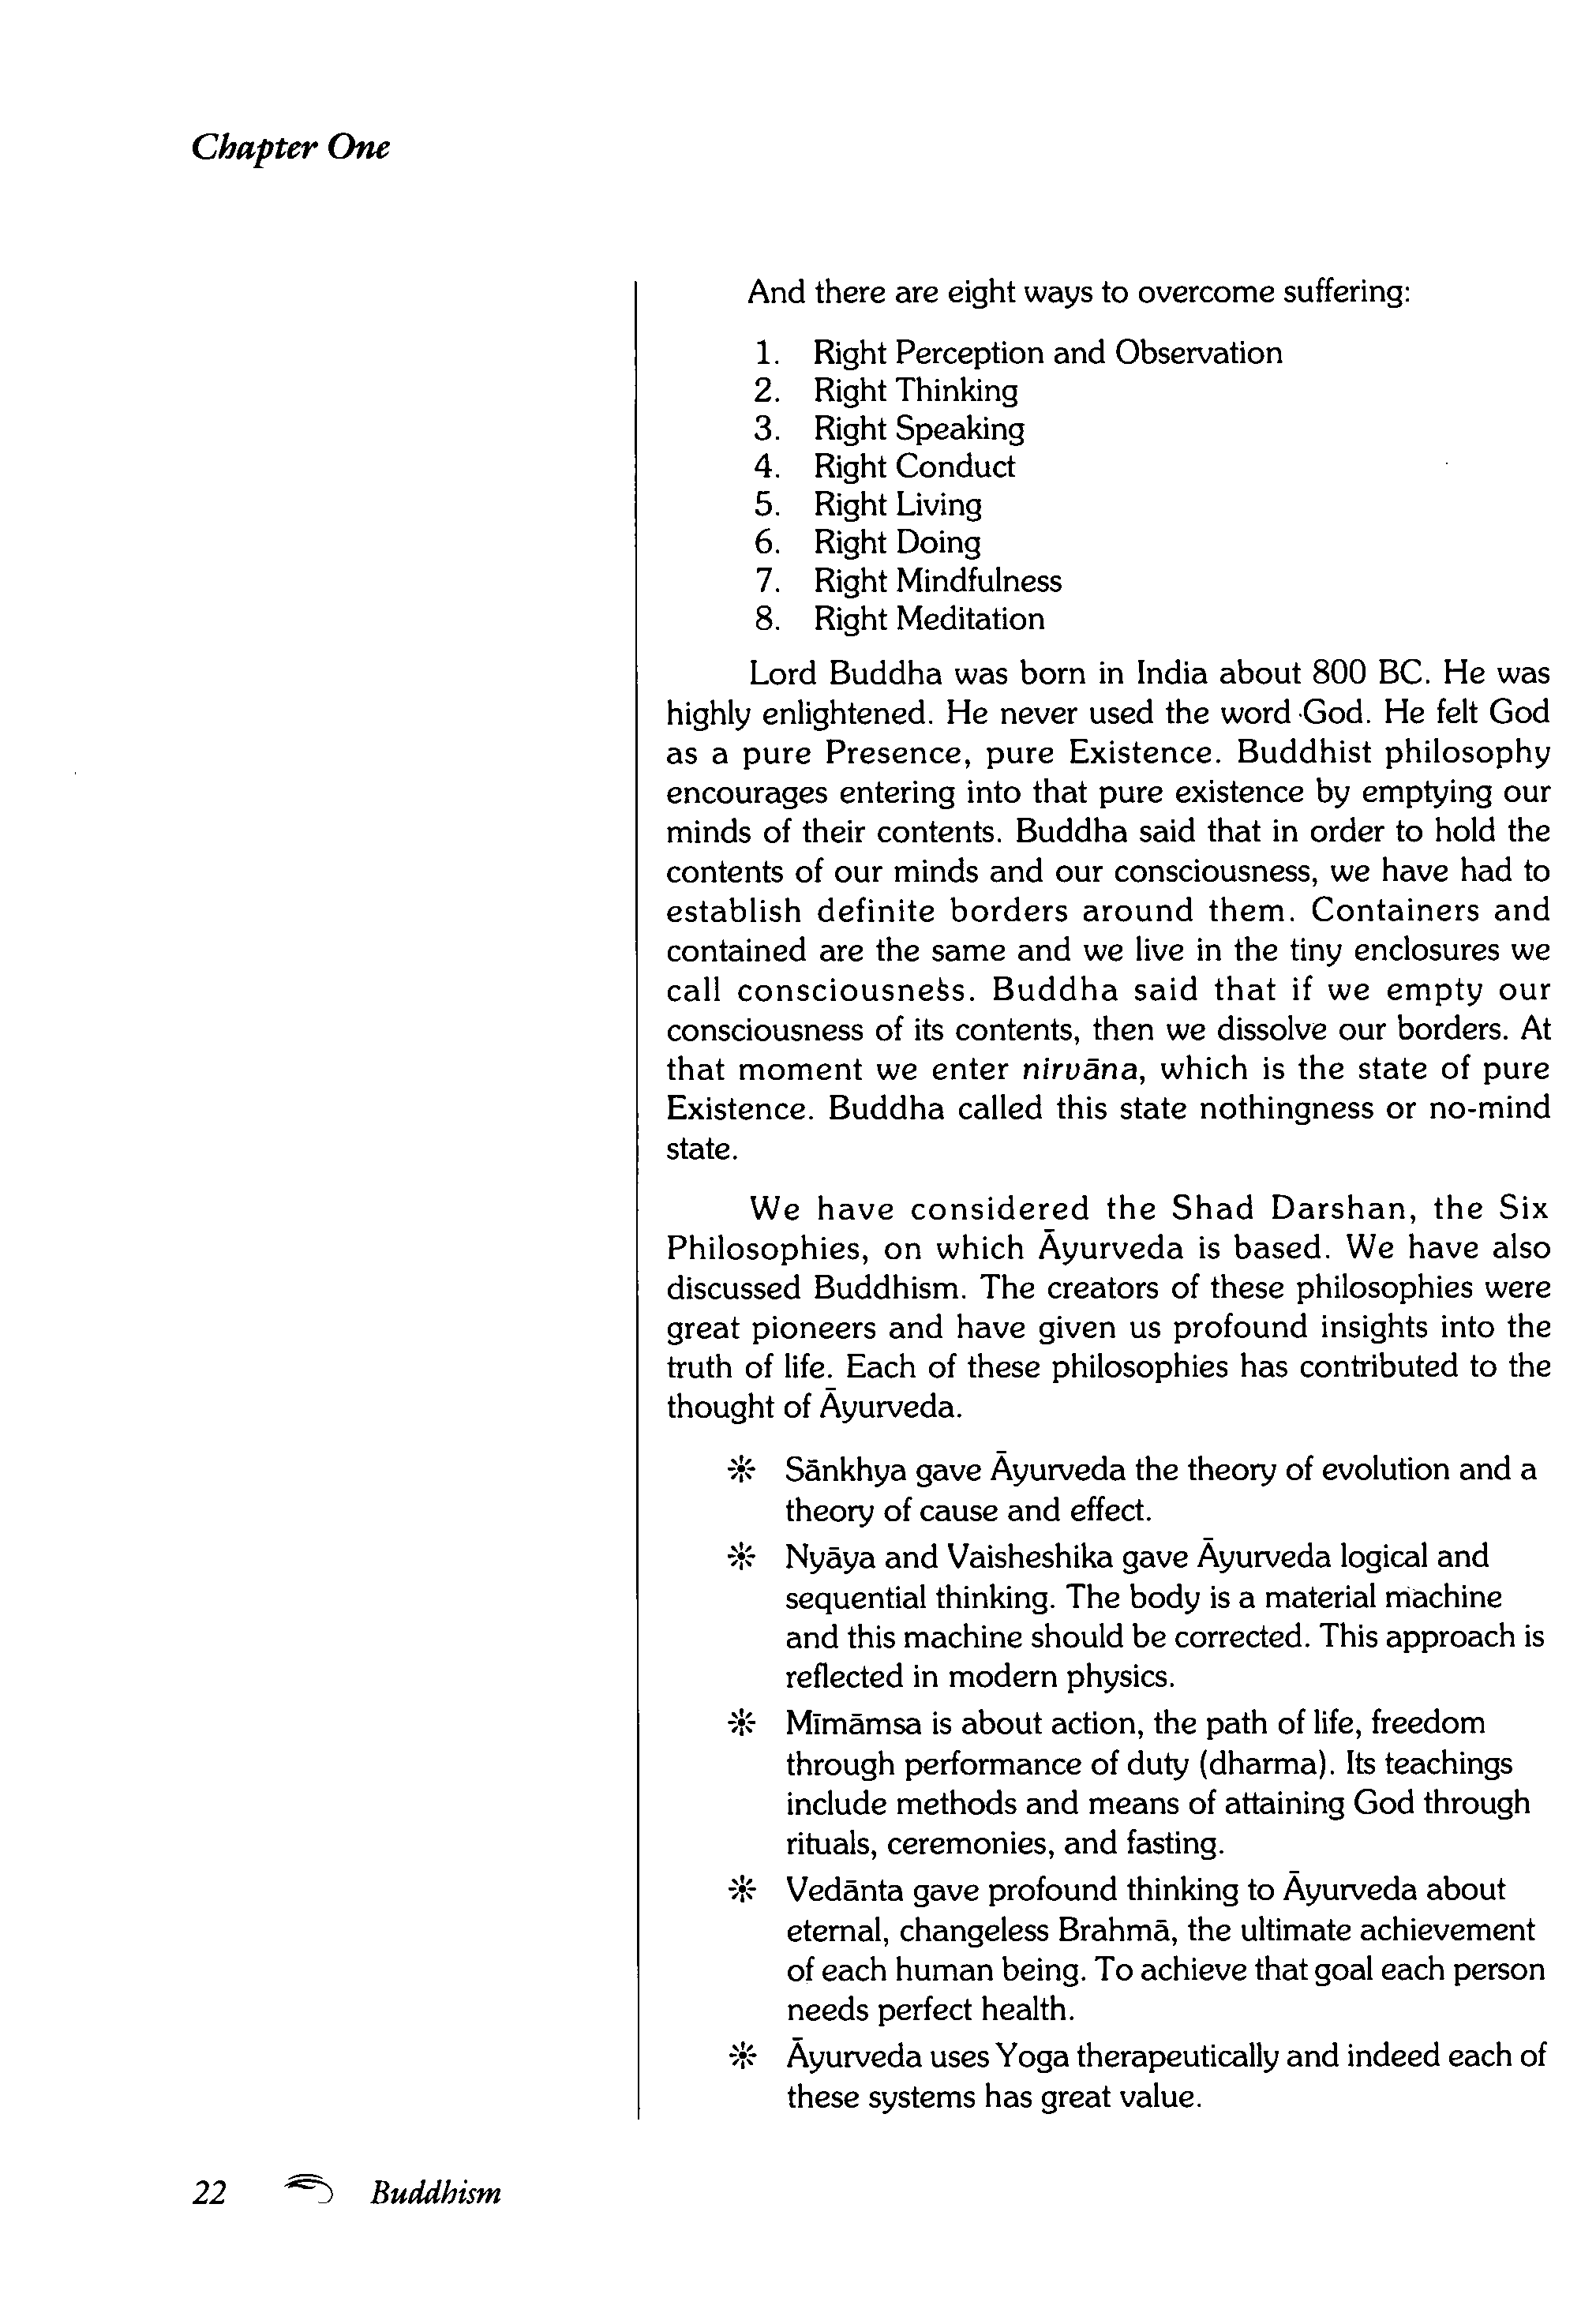 Chapter One
And there are eight ways to overcome suffering:
1. Right Perception and Observation
2. Right Thinking
3. Right Speaking
4. Right Conduct
5. Right Living
6. Right Doing
7. Right Mindfulness
8. Right Meditation
Lord Buddha was born in India about 800 BC. He was
highly enlightened. He never used the word God. He felt God
as a pure Presence, pure Existence. Buddhist philosophy
encourages entering into that pure existence by emptying our
minds of their contents. Buddha said that in order to hold the
contents of our minds and our consciousness, we have had to
establish definite borders around them. Containers and
contained are the same and we live in the tiny enclosures we
call consciousness. Buddha said that if we empty our
consciousness of its contents, then we dissolve our borders. At
that moment we enter nirvāna, which is the state of pure
Existence. Buddha called this state nothingness or no-mind
state.
We have considered the Shad Darshan, the Six
Philosophies, on which Āyurveda is based. We have also
discussed Buddhism. The creators of these philosophies were
great pioneers and have given us profound insights into the
truth of life. Each of these philosophies has contributed to the
thought of Āyurveda.
Sānkhya gave Āyurveda the theory of evolution and a
theory of cause and effect.
Nyāya and Vaisheshika gave Āyurveda logical and
sequential thinking. The body is a material machine
and this machine should be corrected. This approach is
reflected in modern physics.
Mīmāmsa is about action, the path of life, freedom
through performance of duty (dharma). Its teachings
include methods and means of attaining God through
rituals, ceremonies, and fasting.
Vedānta gave profound thinking to Āyurveda about
eternal, changeless Brahmā, the ultimate achievement
of each human being. To achieve that goal each person
needs perfect health.
Āyurveda uses Yoga therapeutically and indeed each of
these systems has great value.
22 Buddhism